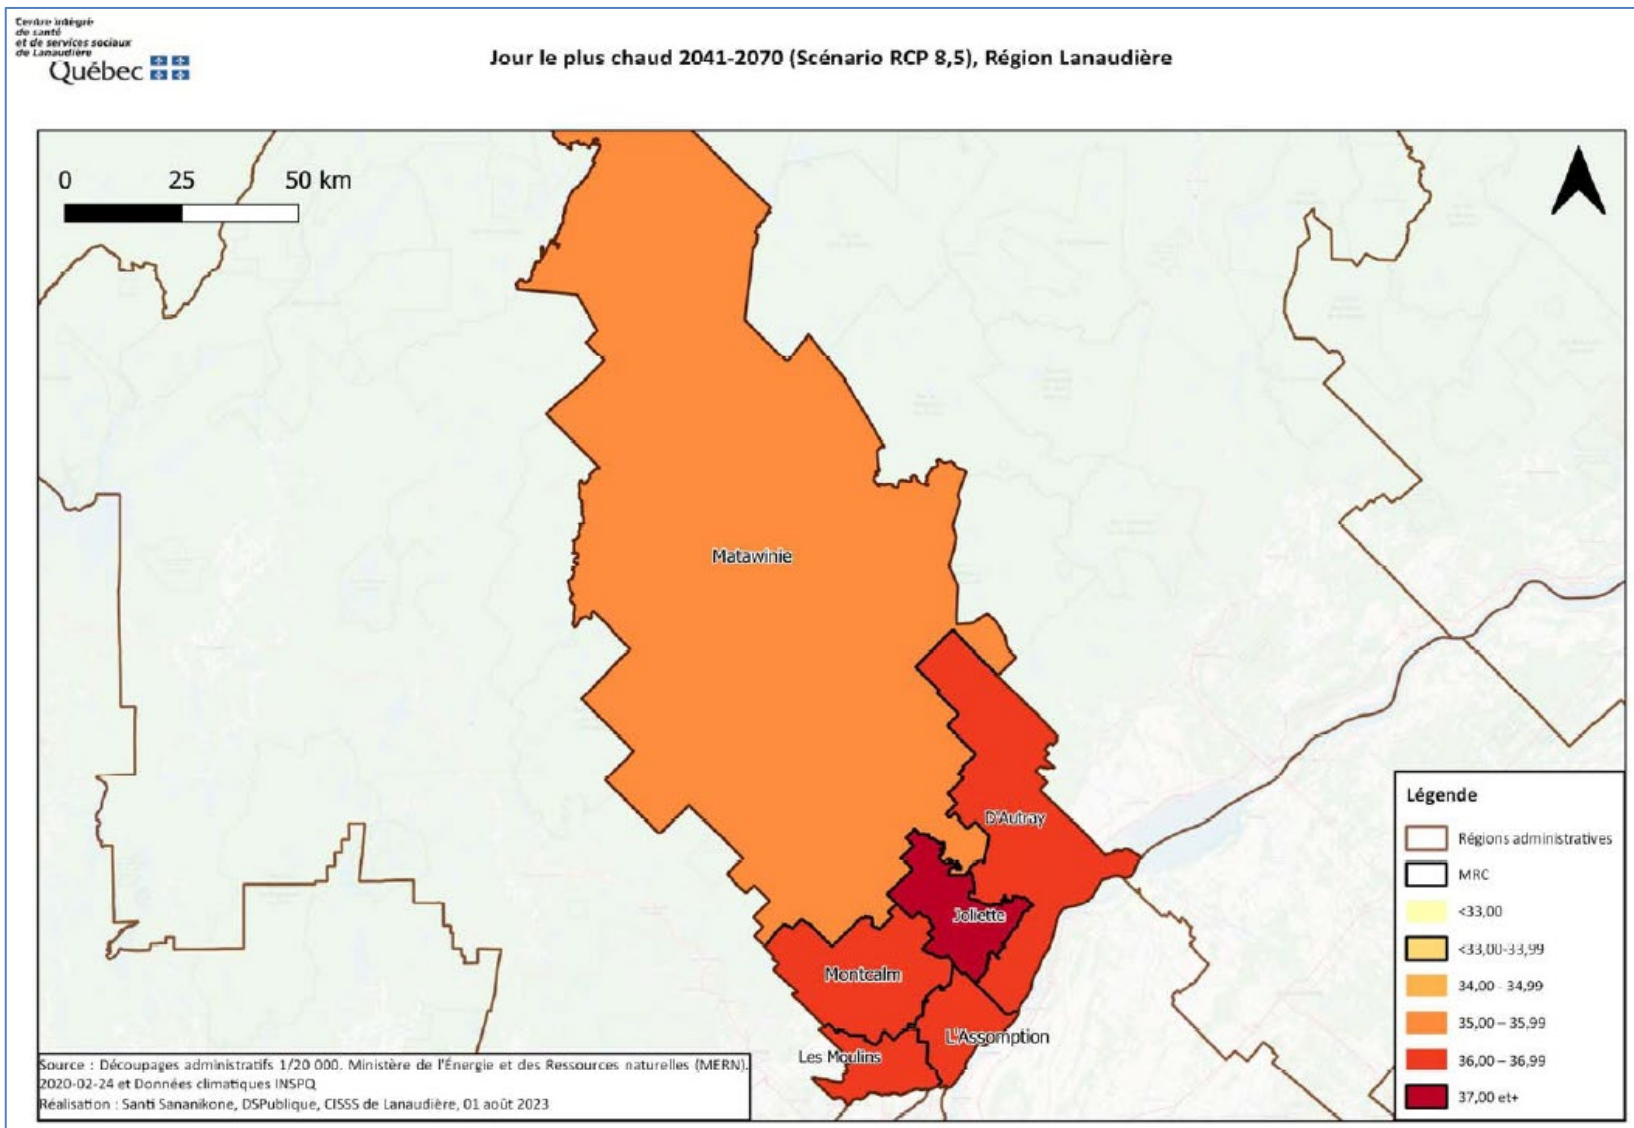 Centre intégré
de santé
et de services sociaux
de Lanaudière
Québec
Jour le plus chaud 2041-2070 (Scénario RCP 8,5), Région Lanaudière
0 25 50 km
Matawinie
D'Autray
Joliette
Montcalm
L'Assomption
Les Moulins
Légende
Régions administratives
MRC
<33,00
<33,00-33,99
34,00 - 34,99
35,00 – 35,99
36,00 – 36,99
37,00 et+
Source : Découpages administratifs 1/20 000. Ministère de l'Énergie et des Ressources naturelles (MERN).
2020-02-24 et Données climatiques INSPQ
Réalisation : Santi Sananikone, DSPublique, CISSS de Lanaudière, 01 août 2023